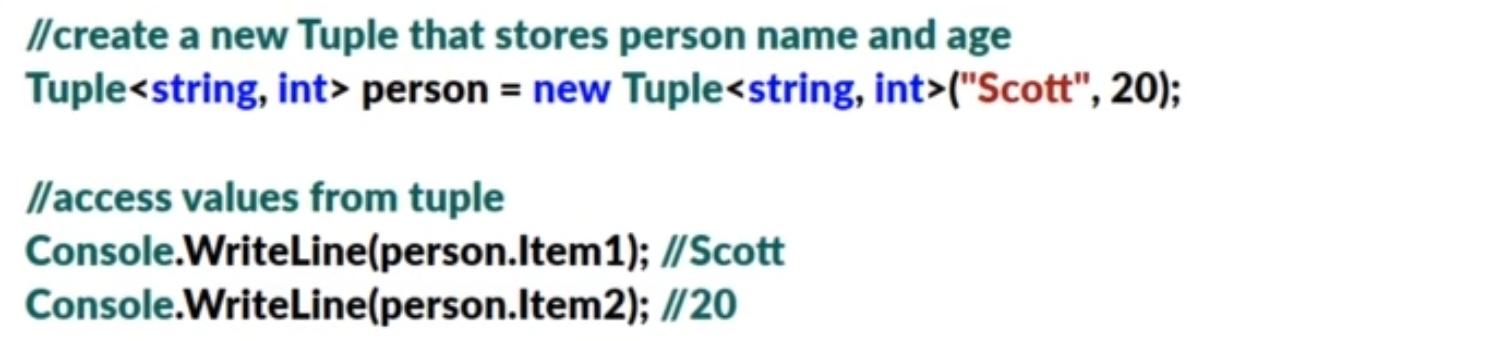 //create a new Tuple that stores person name and age
Tuple<string, int> person = new Tuple<string, int>("Scott", 20);
//access values from tuple
Console.WriteLine(person.Item1); //Scott
Console.WriteLine(person.Item2); //20